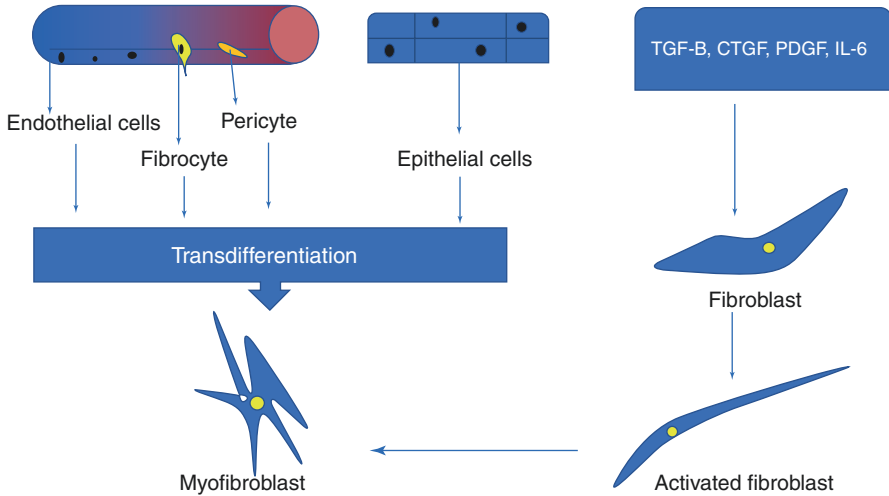 TGF-B, CTGF, PDGF, IL-6
Endothelial cells
Pericyte
Fibrocyte
Epithelial cells
Transdifferentiation
Fibroblast
Myofibroblast
Activated fibroblast